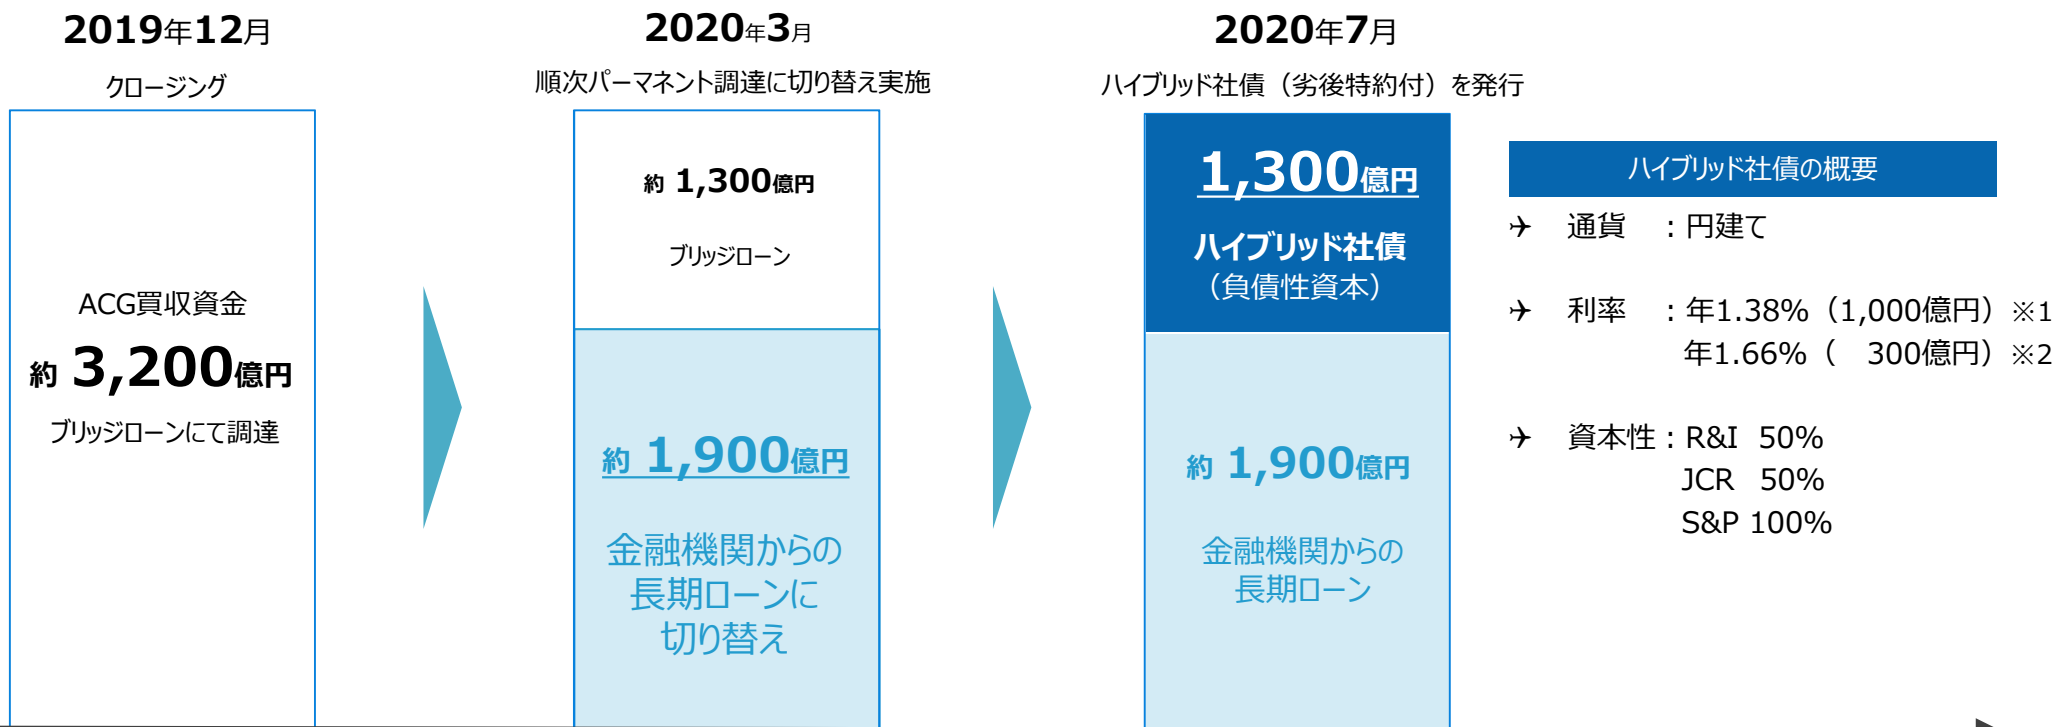 2019年12月
クロージング
ACG買収資金
約 3,200億円
ブリッジローンにて調達
2020年3月
順次パーマネント調達に切り替え実施
約 1,300億円
ブリッジローン
約 1,900億円
金融機関からの
長期ローンに
切り替え
2020年7月
ハイブリッド社債（劣後特約付）を発行
1,300億円
ハイブリッド社債
（負債性資本）
約 1,900億円
金融機関からの
長期ローン
ハイブリッド社債の概要
通貨 ：円建て
利率 ：年1.38%（1,000億円）※1
年1.66%（ 300億円）※2
資本性：R&I 50%
JCR 50%
S&P 100%